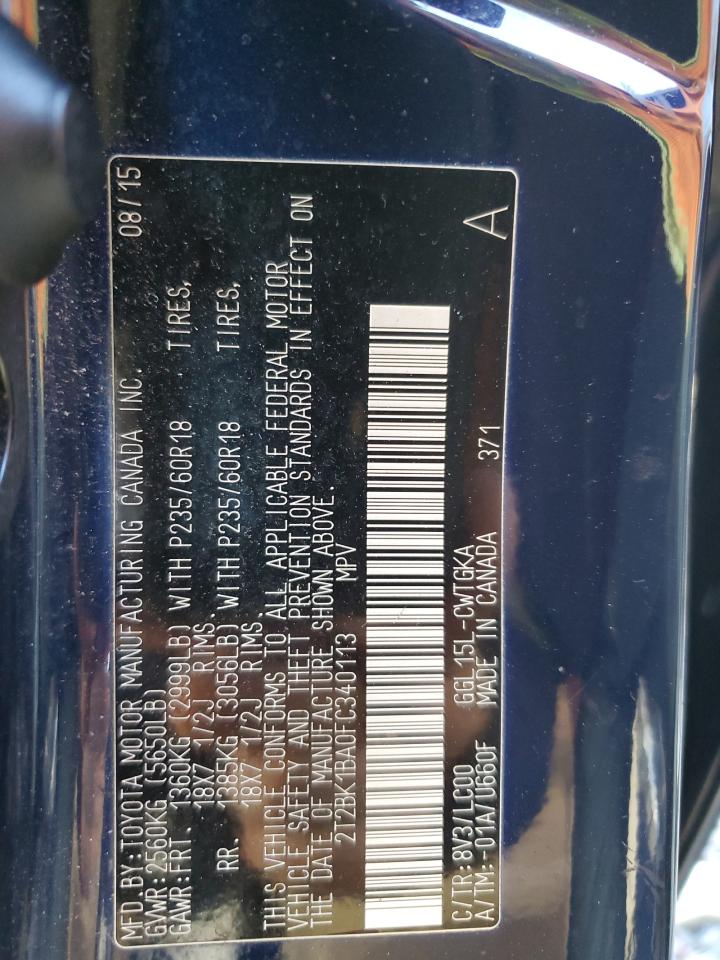 MFD. BY: TOYOTA MOTOR MANUFACTURING CANADA INC. 08/15
GVWR: 2560KG (5650LB)
GAWR: FRT. 1360KG (2999LB) WITH P235/60R18 TIRES,
18X7 1/2J RIMS.
RR. 1385KG (3056LB) WITH P235/60R18 TIRES,
18X7 1/2J RIMS.
THIS VEHICLE CONFORMS TO ALL APPLICABLE FEDERAL MOTOR
VEHICLE SAFETY AND THEFT PREVENTION STANDARDS IN EFFECT ON
THE DATE OF MANUFACTURE SHOWN ABOVE.
2T2BK1BA0FC340113 MPV
C/TR: 8V3/LC00 GGL15L-CWTGKA
A/TM: -01A/U660F MADE IN CANADA 371 A